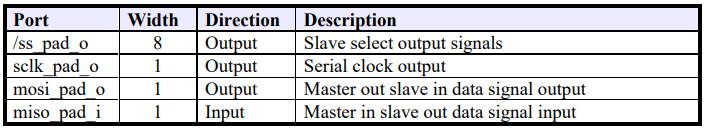 Port Width Direction Description
/ss_pad_o 8 Output Slave select output signals
sclk_pad_o 1 Output Serial clock output
mosi_pad_o 1 Output Master out slave in data signal output
miso_pad_i 1 Input Master in slave out data signal input